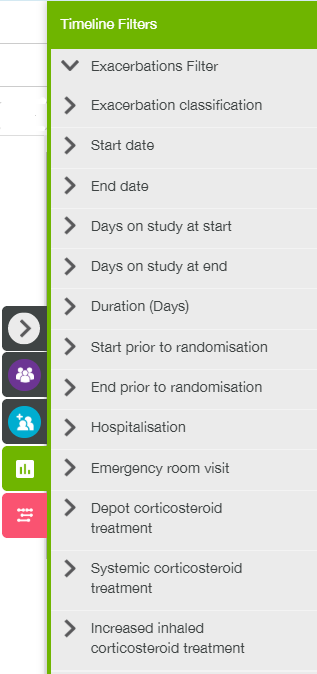 Timeline Filters
Exacerbations Filter
Exacerbation classification
Start date
End date
Days on study at start
Days on study at end
Duration (Days)
Start prior to randomisation
End prior to randomisation
Hospitalisation
Emergency room visit
Depot corticosteroid
treatment
Systemic corticosteroid
treatment
Increased inhaled
corticosteroid treatment